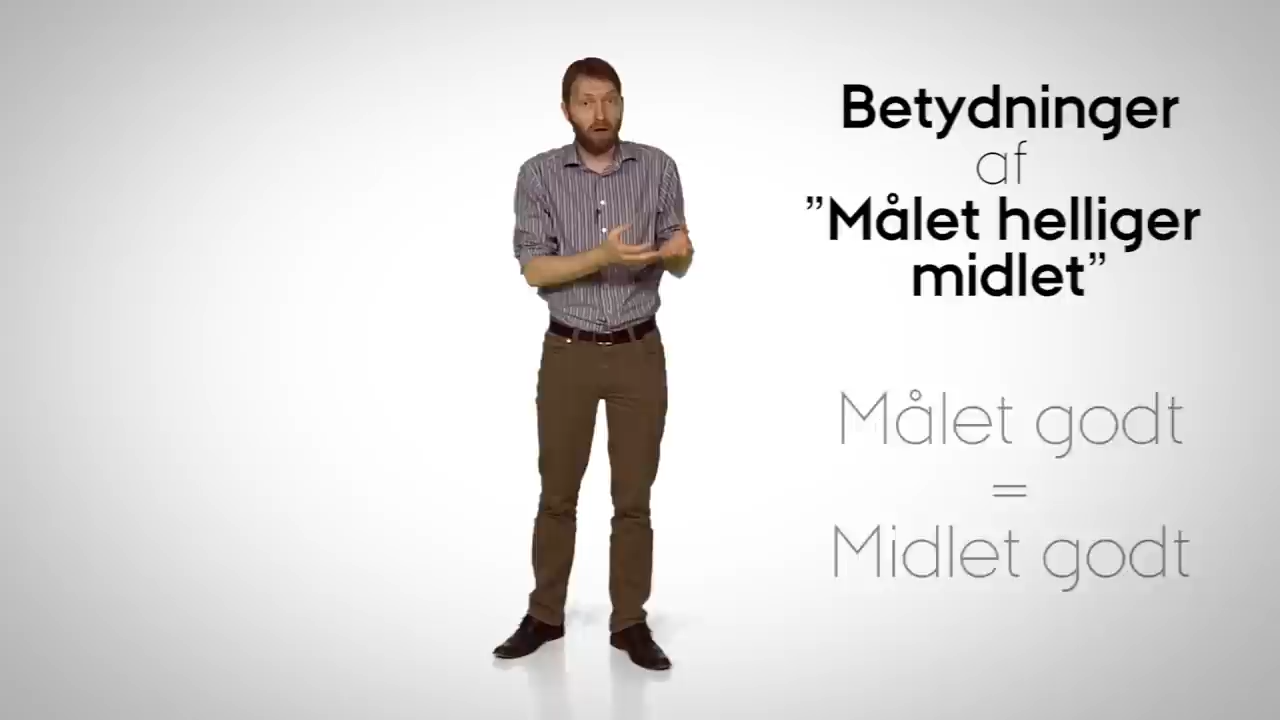 Betydninger
af
”Målet helliger
midlet”
Målet godt
=
Midlet godt